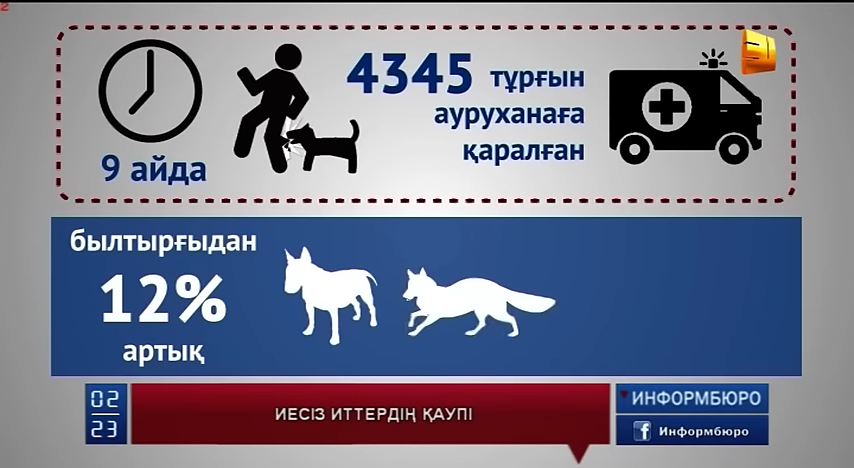 9 айда
4345 тұрғын
ауруханаға
қаралған
былтырғыдан
12%
артық
02
23
ИЕСІЗ ИТТЕРДІҢ ҚАУПІ
ИНФОРМБЮРО
f Информбюро